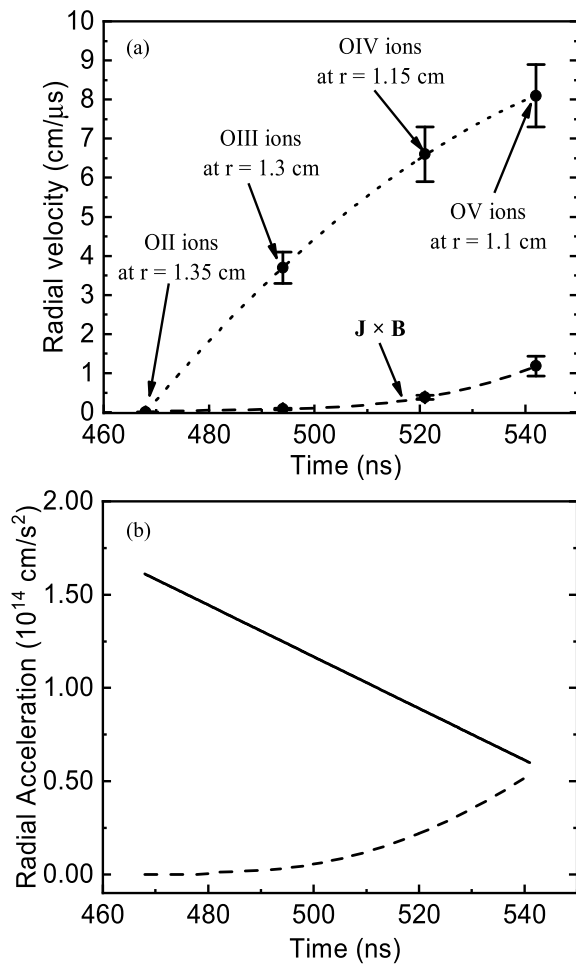 10
9
8
7
6
5
4
3
2
1
0
Radial velocity (cm/μs)
(a)
OIV ions
at r = 1.15 cm
OIII ions
at r = 1.3 cm
OII ions
at r = 1.35 cm
OV ions
at r = 1.1 cm
J × B
460 480 500 520 540
Time (ns)
2.00
1.50
1.00
0.50
0.00
Radial Acceleration (10¹⁴ cm/s²)
(b)
460 480 500 520 540
Time (ns)